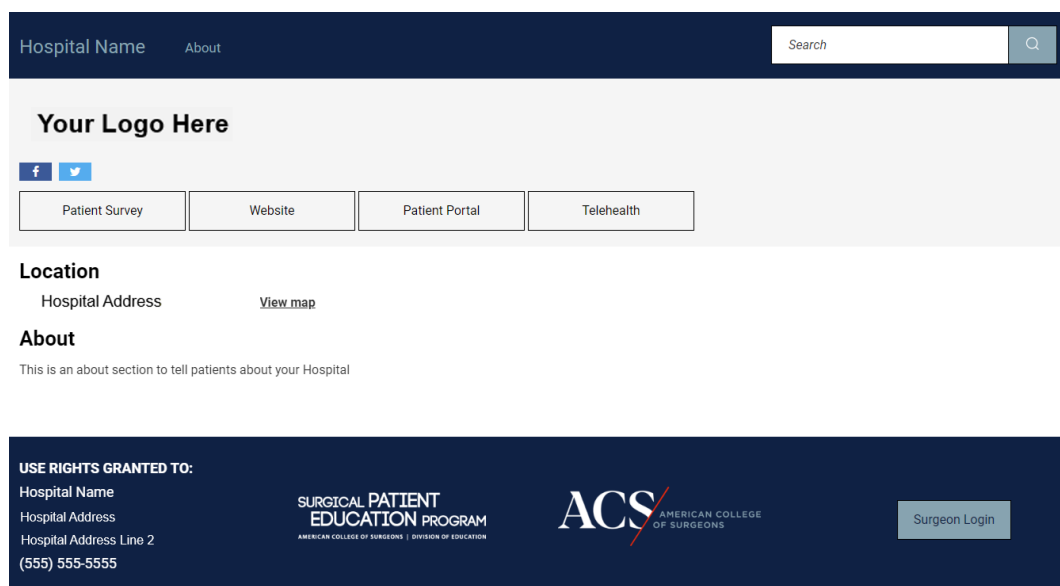 Hospital Name
About
Search
Your Logo Here
f
Patient Survey
Website
Patient Portal
Telehealth
Location
Hospital Address
View map
About
This is an about section to tell patients about your Hospital
USE RIGHTS GRANTED TO:
Hospital Name
Hospital Address
Hospital Address Line 2
(555) 555-5555
SURGICAL PATIENT
EDUCATION PROGRAM
AMERICAN COLLEGE OF SURGEONS | DIVISION OF EDUCATION
ACS
AMERICAN COLLEGE
OF SURGEONS
Surgeon Login